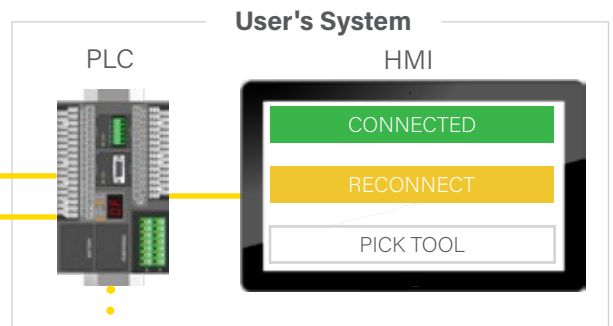 User's System
PLC
HMI
CONNECTED
RECONNECT
PICK TOOL